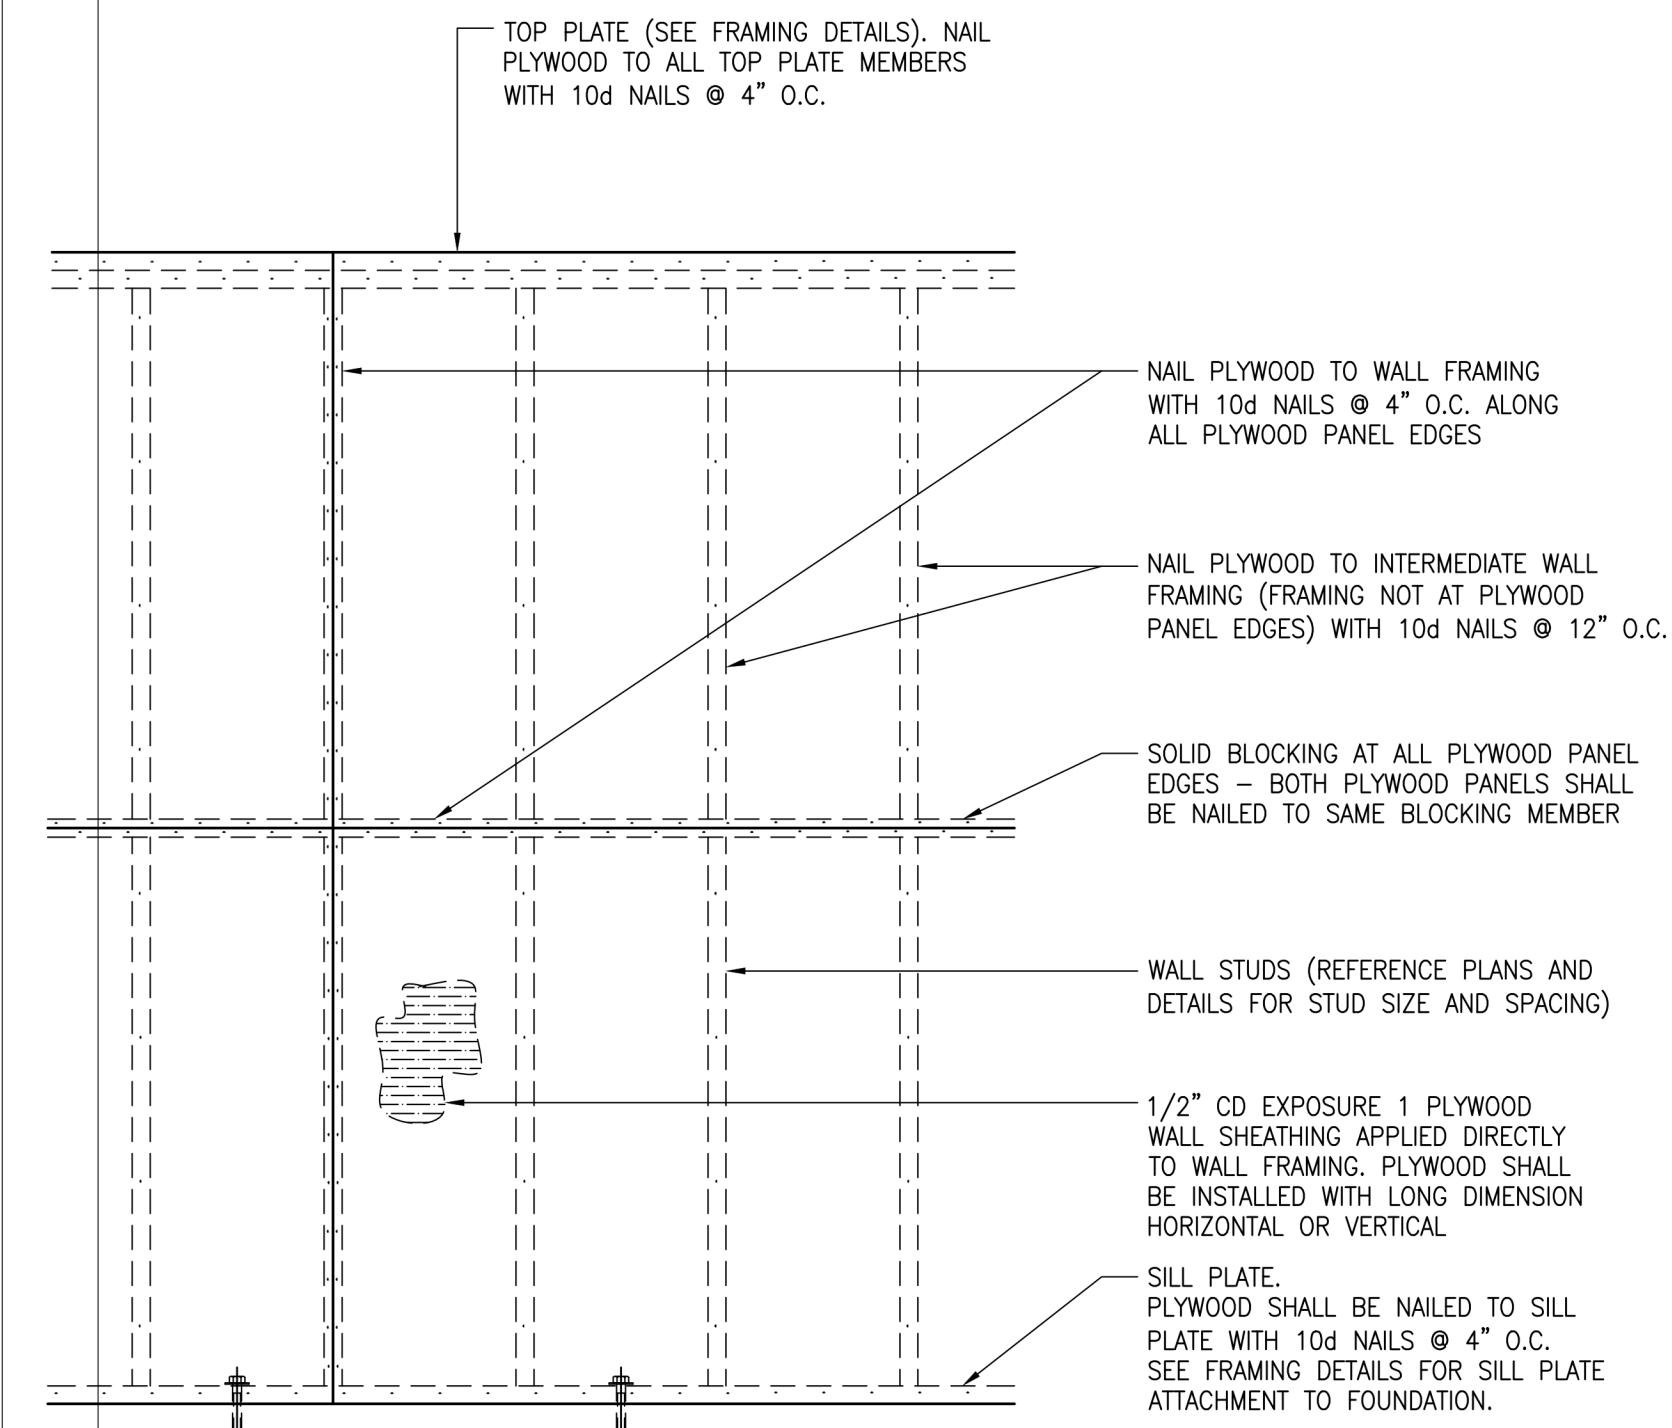 TOP PLATE (SEE FRAMING DETAILS). NAIL
PLYWOOD TO ALL TOP PLATE MEMBERS
WITH 10d NAILS @ 4” O.C.
NAIL PLYWOOD TO WALL FRAMING
WITH 10d NAILS @ 4” O.C. ALONG
ALL PLYWOOD PANEL EDGES
NAIL PLYWOOD TO INTERMEDIATE WALL
FRAMING (FRAMING NOT AT PLYWOOD
PANEL EDGES) WITH 10d NAILS @ 12” O.C.
SOLID BLOCKING AT ALL PLYWOOD PANEL
EDGES – BOTH PLYWOOD PANELS SHALL
BE NAILED TO SAME BLOCKING MEMBER
WALL STUDS (REFERENCE PLANS AND
DETAILS FOR STUD SIZE AND SPACING)
1/2” CD EXPOSURE 1 PLYWOOD
WALL SHEATHING APPLIED DIRECTLY
TO WALL FRAMING. PLYWOOD SHALL
BE INSTALLED WITH LONG DIMENSION
HORIZONTAL OR VERTICAL
SILL PLATE.
PLYWOOD SHALL BE NAILED TO SILL
PLATE WITH 10d NAILS @ 4” O.C.
SEE FRAMING DETAILS FOR SILL PLATE
ATTACHMENT TO FOUNDATION.